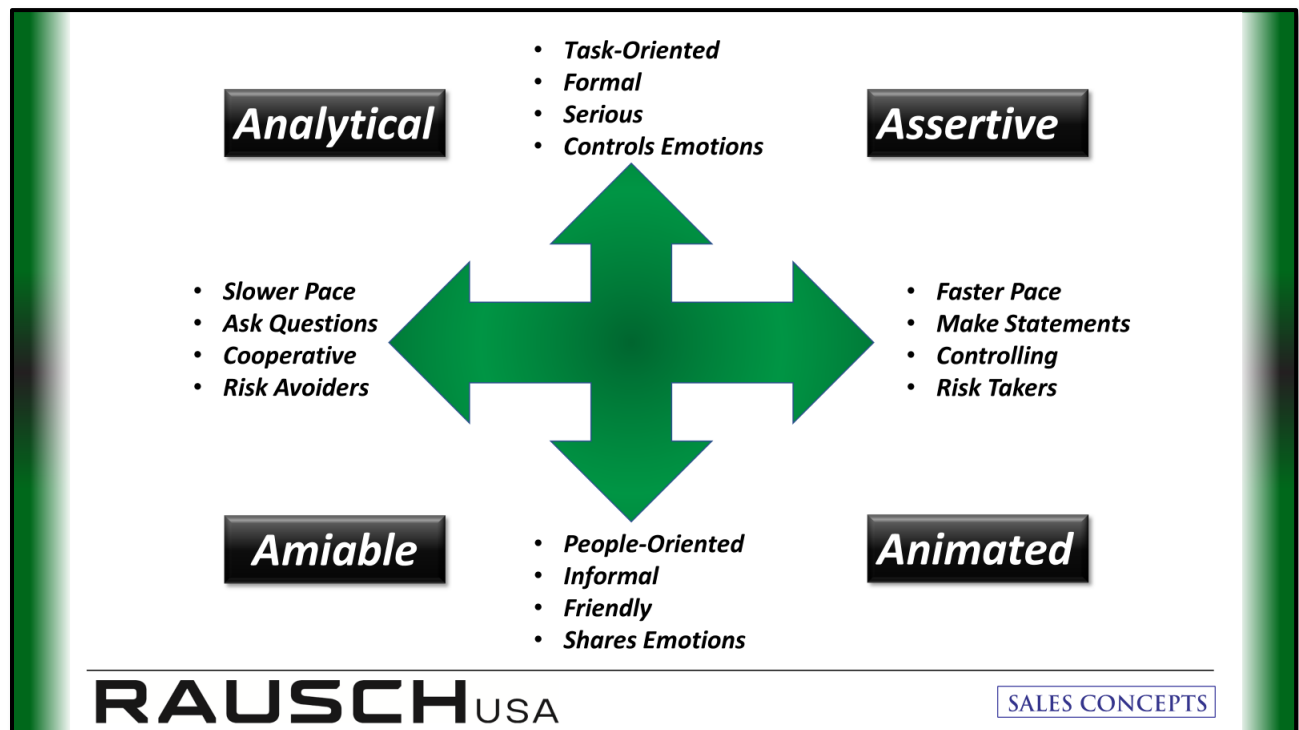 • Task-Oriented
• Formal
• Serious
• Controls Emotions
Analytical
Assertive
• Slower Pace
• Ask Questions
• Cooperative
• Risk Avoiders
• Faster Pace
• Make Statements
• Controlling
• Risk Takers
Amiable
Animated
• People-Oriented
• Informal
• Friendly
• Shares Emotions
RAUSCH USA
SALES CONCEPTS